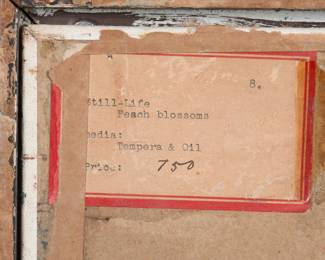 8.
Still-Life
Peach blossoms
Media:
Tempera & Oil
Price: 750